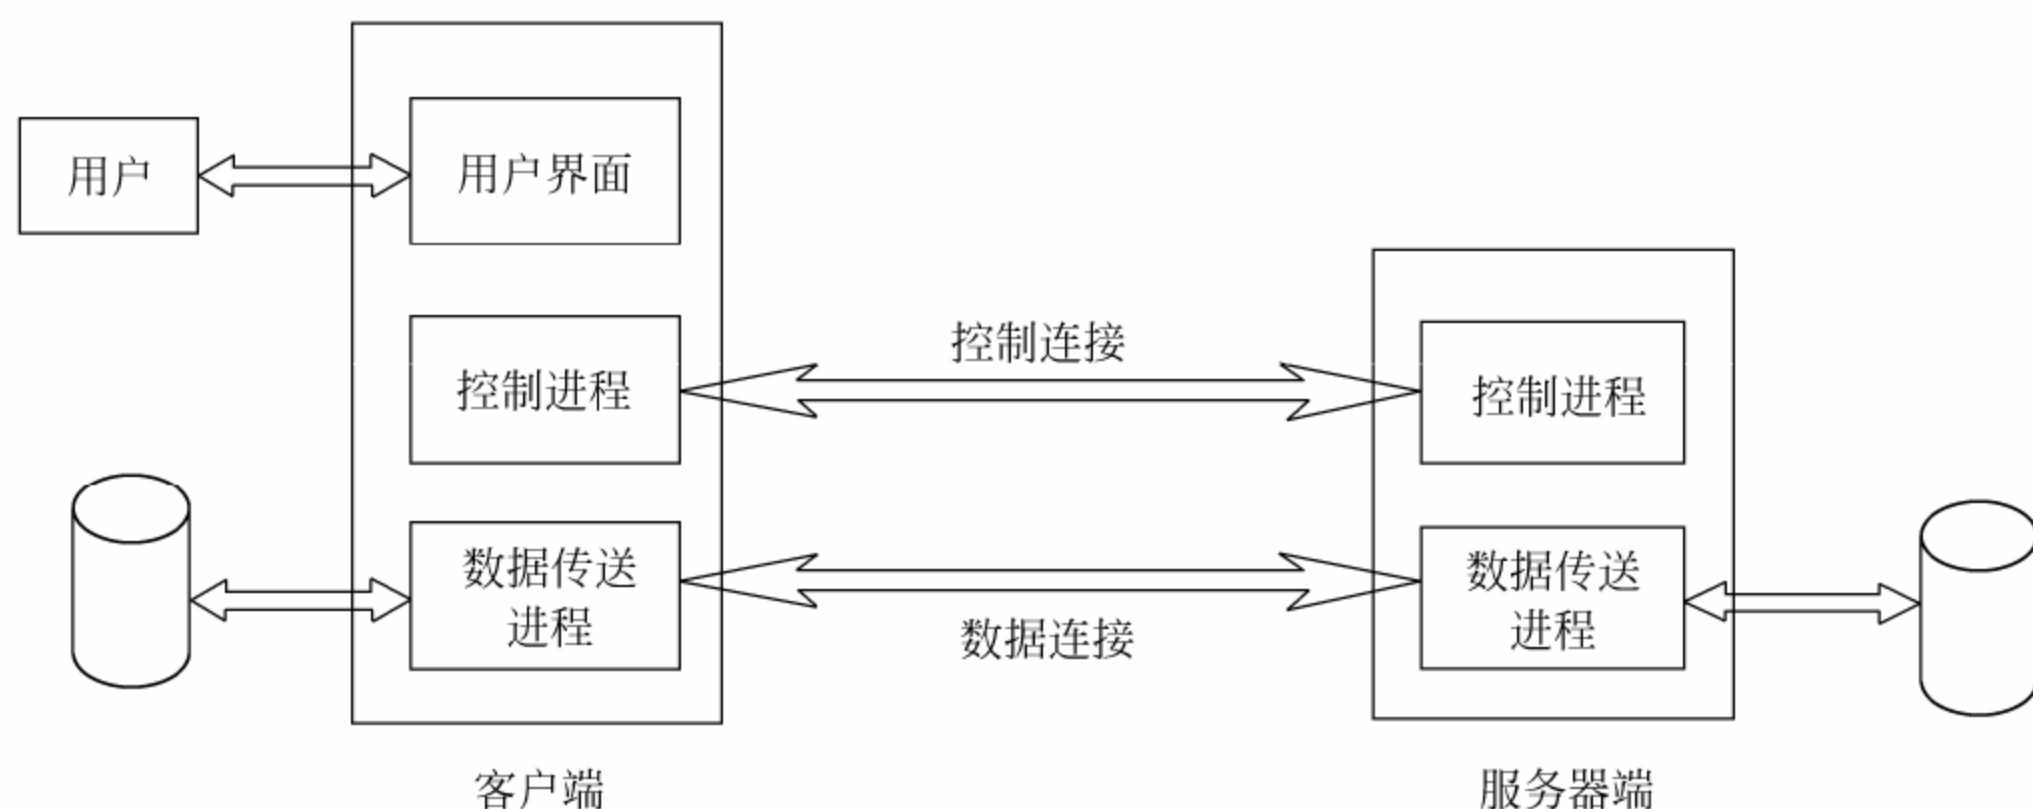 用户
用户界面
控制进程
数据传送
进程
控制连接
数据连接
控制进程
数据传送
进程
客户端
服务器端